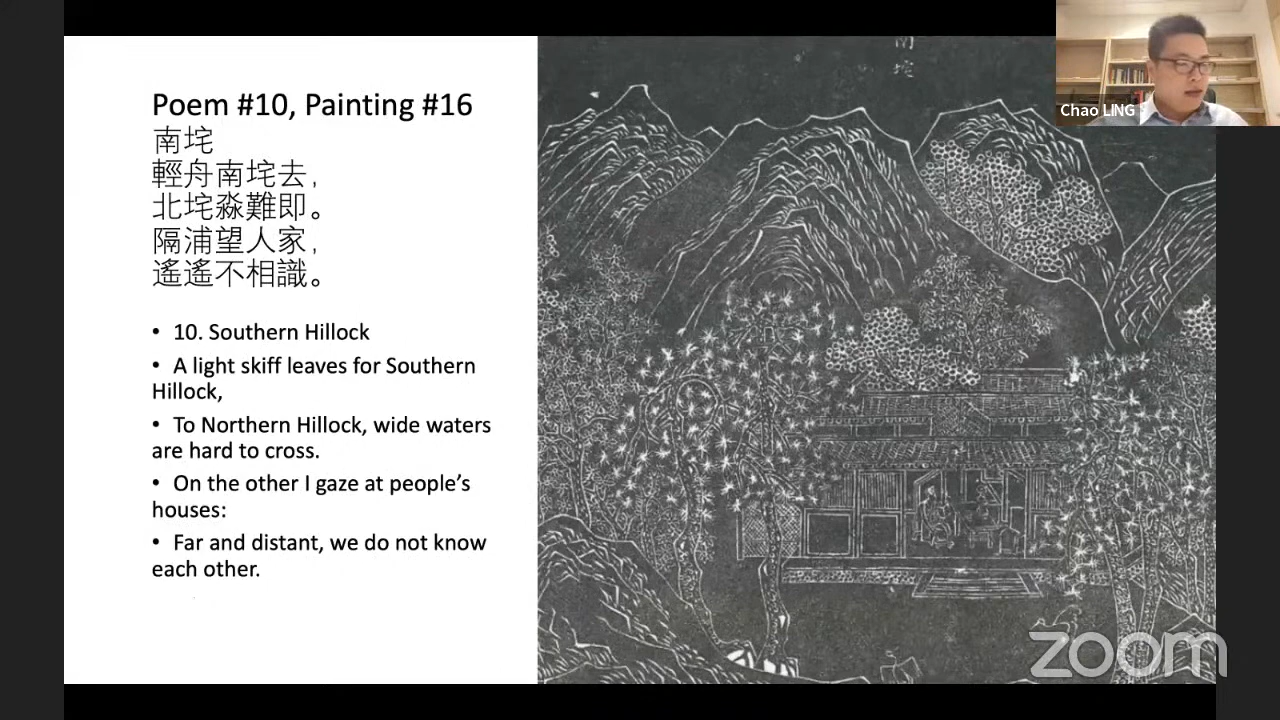 Poem #10, Painting #16
南垞
輕舟南垞去,
北垞淼難即。
隔浦望人家,
遙遙不相識。
• 10. Southern Hillock
• A light skiff leaves for Southern
Hillock,
• To Northern Hillock, wide waters
are hard to cross.
• On the other I gaze at people’s
houses:
• Far and distant, we do not know
each other.
南
垞
Chao LING
zoom